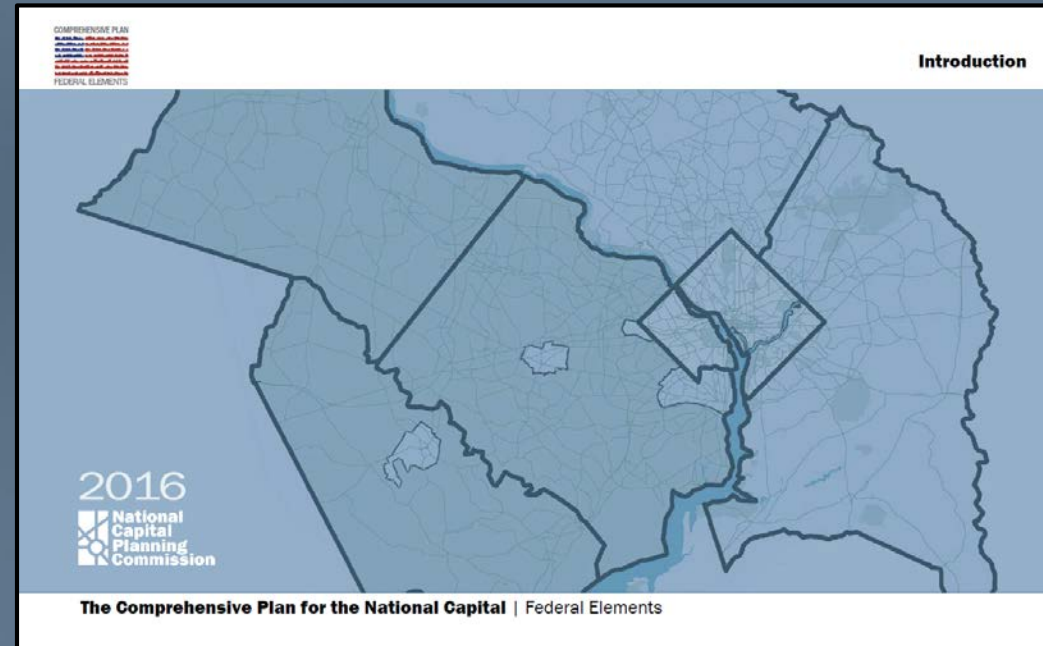 COMPREHENSIVE PLAN
FEDERAL ELEMENTS
Introduction
2016
National
Capital
Planning
Commission
The Comprehensive Plan for the National Capital | Federal Elements